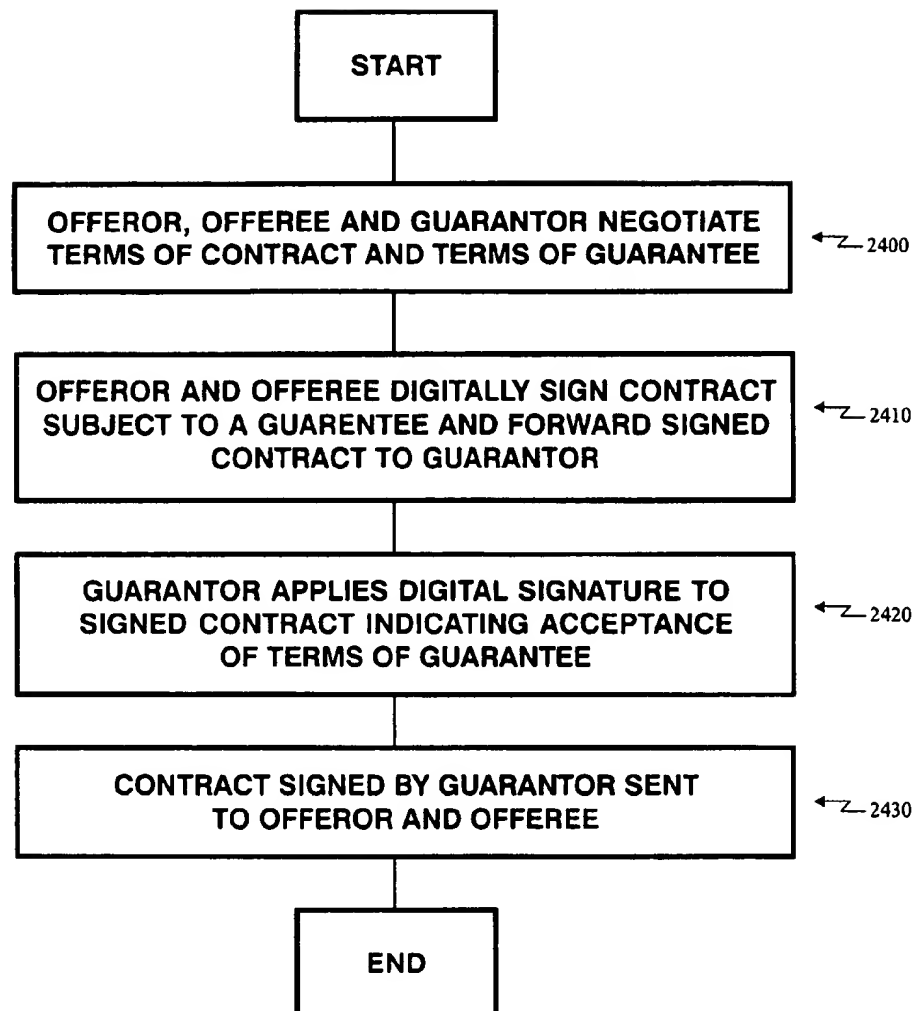 START
OFFEROR, OFFEREE AND GUARANTOR NEGOTIATE
TERMS OF CONTRACT AND TERMS OF GUARANTEE
2400
OFFEROR AND OFFEREE DIGITALLY SIGN CONTRACT
SUBJECT TO A GUARENTEE AND FORWARD SIGNED
CONTRACT TO GUARANTOR
2410
GUARANTOR APPLIES DIGITAL SIGNATURE TO
SIGNED CONTRACT INDICATING ACCEPTANCE
OF TERMS OF GUARANTEE
2420
CONTRACT SIGNED BY GUARANTOR SENT
TO OFFEROR AND OFFEREE
2430
END